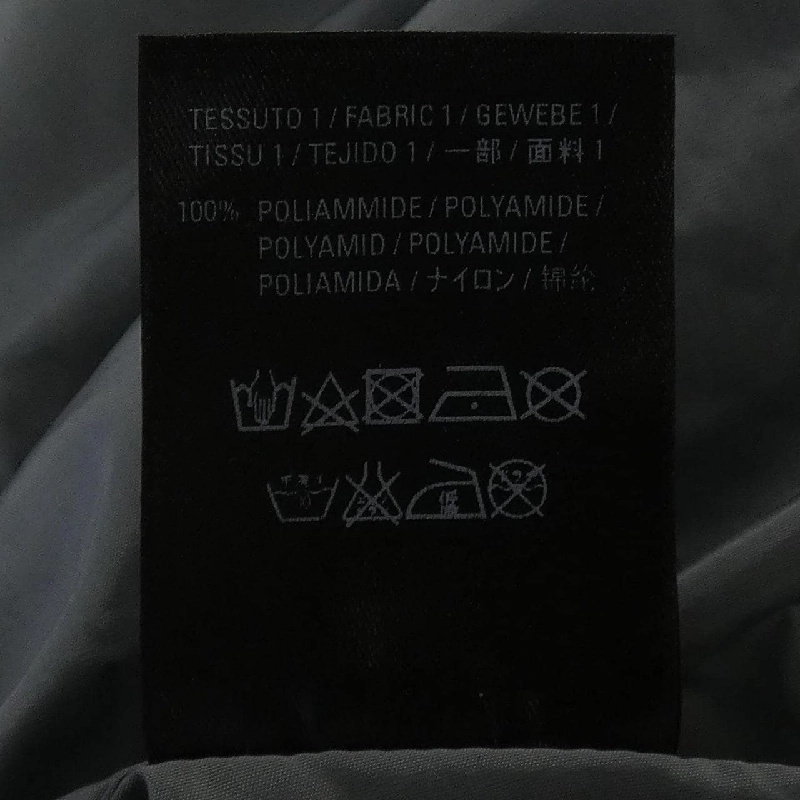 TESSUTO 1 / FABRIC 1 / GEWEBE 1 /
TISSU 1 / TEJIDO 1 / 一部 / 面料 1
100% POLIAMMIDE / POLYAMIDE /
POLYAMID / POLYAMIDE /
POLIAMIDA / ナイロン / 锦纶
低